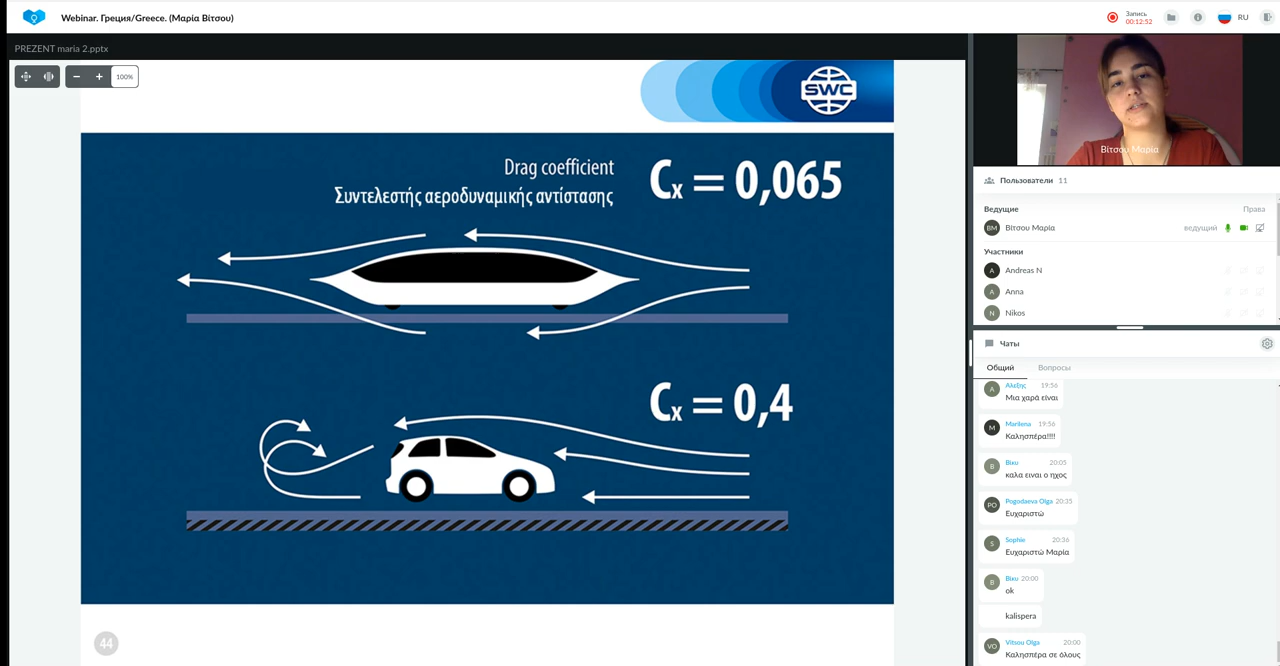 Webinar. Греция/Greece. (Μαρία Βίτσου)
Запись
00:12:52
RU
PREZENT maria 2.pptx
100%
SWC
Drag coefficient
Συντελεστής αεροδυναμικής αντίστασης
Cx = 0,065
Cx = 0,4
44
Βίτσου Μαρία
Пользователи 11
Ведущие Права
ΒΜ Βίτσου Μαρία ведущий
Участники
A Andreas N
A Anna
N Nikos
Чаты
Общий Вопросы
Αλεξης 19:56
A Μια χαρά είναι
Marilena 19:56
M Καλησπέρα!!!!
Βίκυ 20:05
Β καλα ειναι ο ηχος
Pogodaeva Olga 20:35
PO Ευχαριστώ
Sophie 20:36
S Ευχαριστώ Μαρία
Βίκυ 20:00
Β ok
kalispera
Vitsou Olga 20:00
VO Καλησπέρα σε όλους